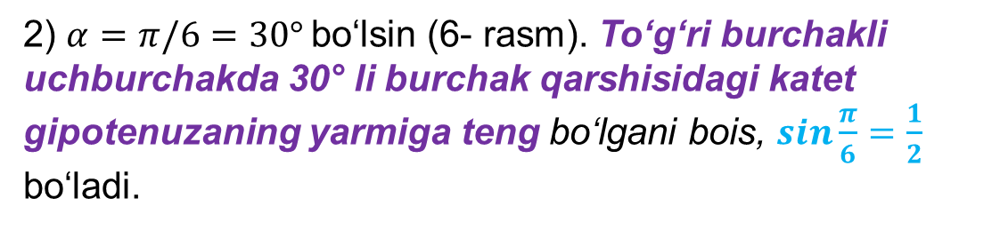 2) 𝛼 = 𝜋/6 = 30° bo‘lsin (6- rasm). To‘g‘ri burchakli
uchburchakda 30° li burchak qarshisidagi katet
gipotenuzaning yarmiga teng bo‘lgani bois, sin π/6 = 1/2
bo‘ladi.